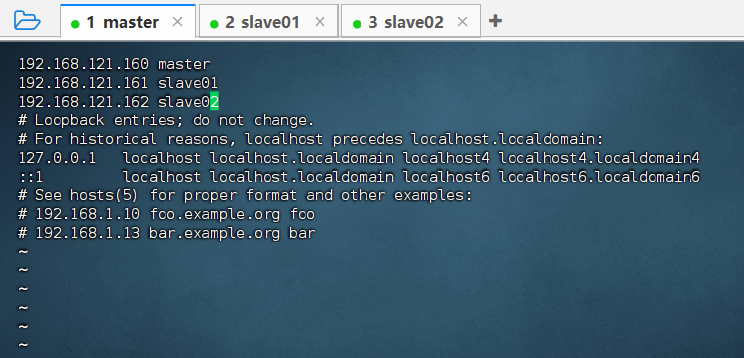 1 master × 2 slave01 × 3 slave02 × +
192.168.121.160 master
192.168.121.161 slave01
192.168.121.162 slave02
# Loopback entries; do not change.
# For historical reasons, localhost precedes localhost.localdomain:
127.0.0.1   localhost localhost.localdomain localhost4 localhost4.localdomain4
::1         localhost localhost.localdomain localhost6 localhost6.localdomain6
# See hosts(5) for proper format and other examples:
# 192.168.1.10 foo.example.org foo
# 192.168.1.13 bar.example.org bar
~
~
~
~
~
~